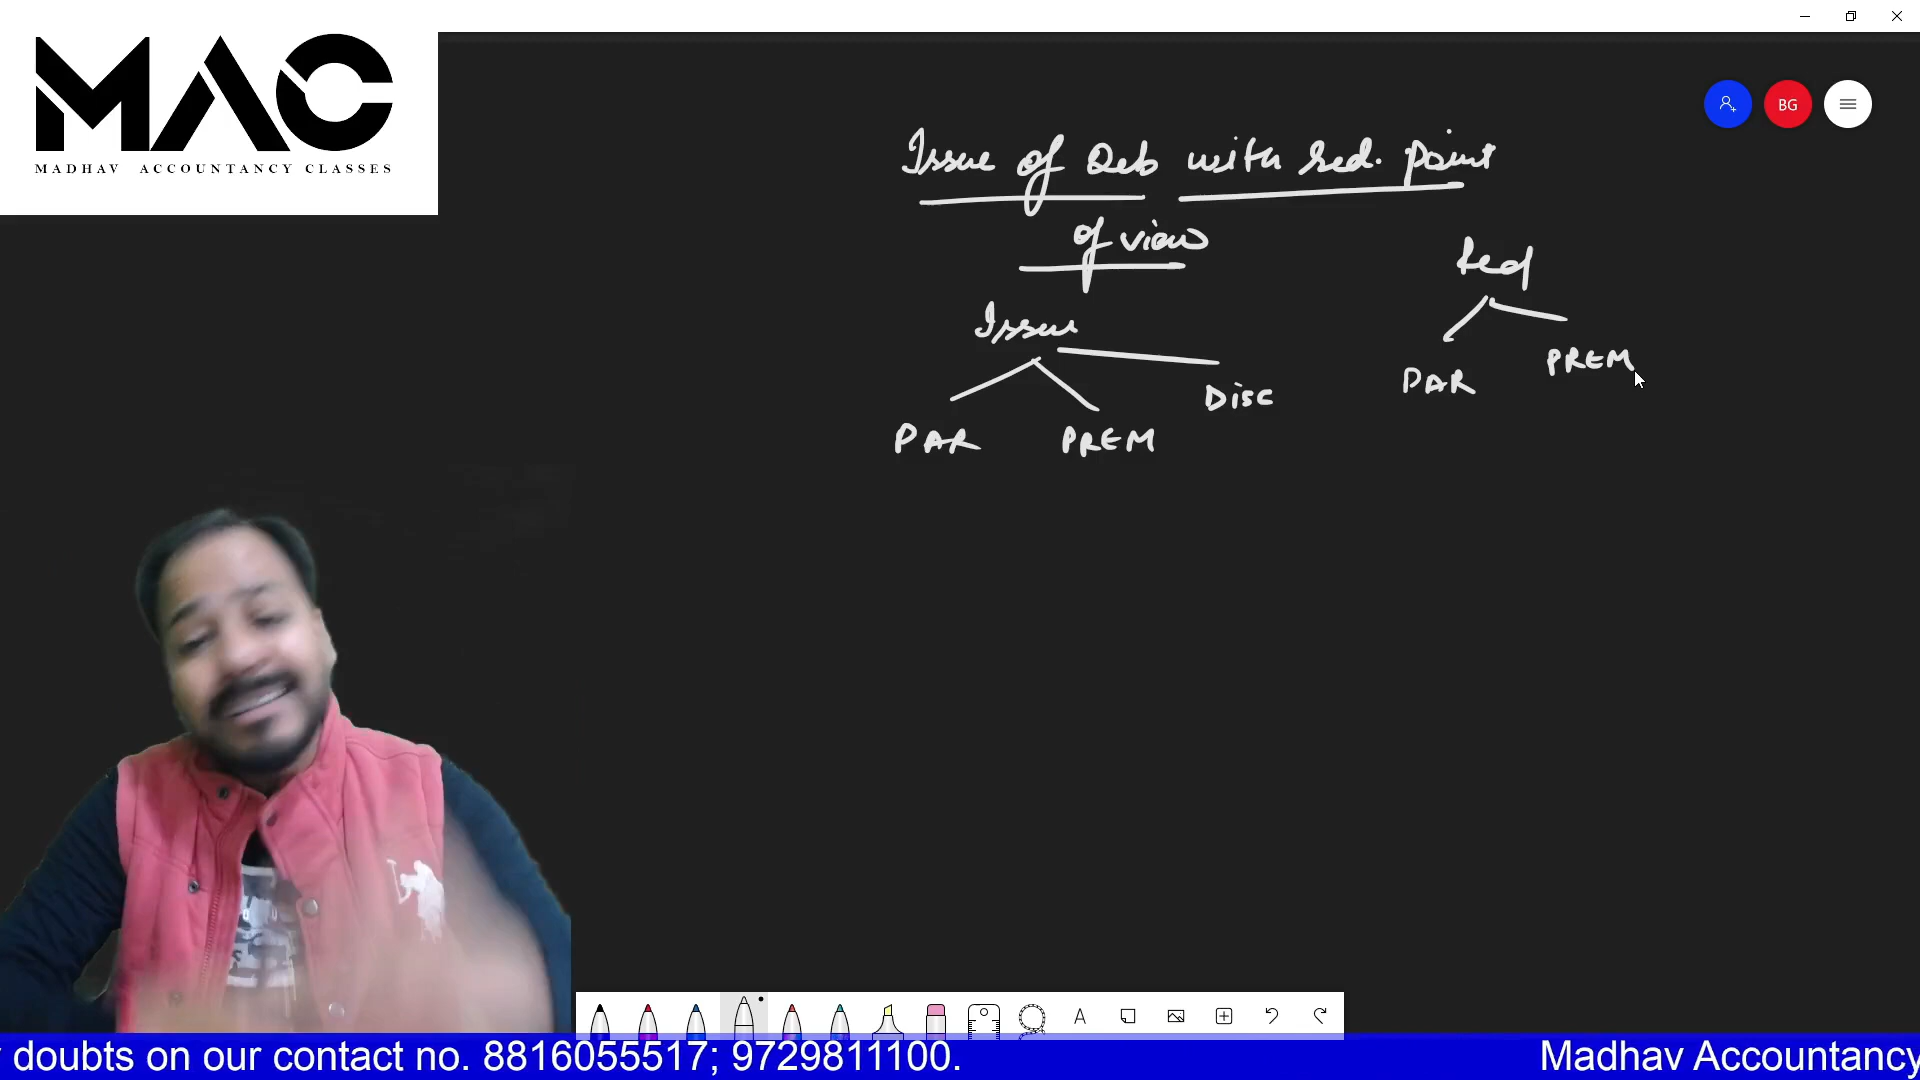 MAC
MADHAV ACCOUNTANCY CLASSES
BG
Issue of Deb with Red. point
of view
Issue
PAR PREM Disc
Red
PAR PREM
A
doubts on our contact no. 8816055517; 9729811100. Madhav Accountancy